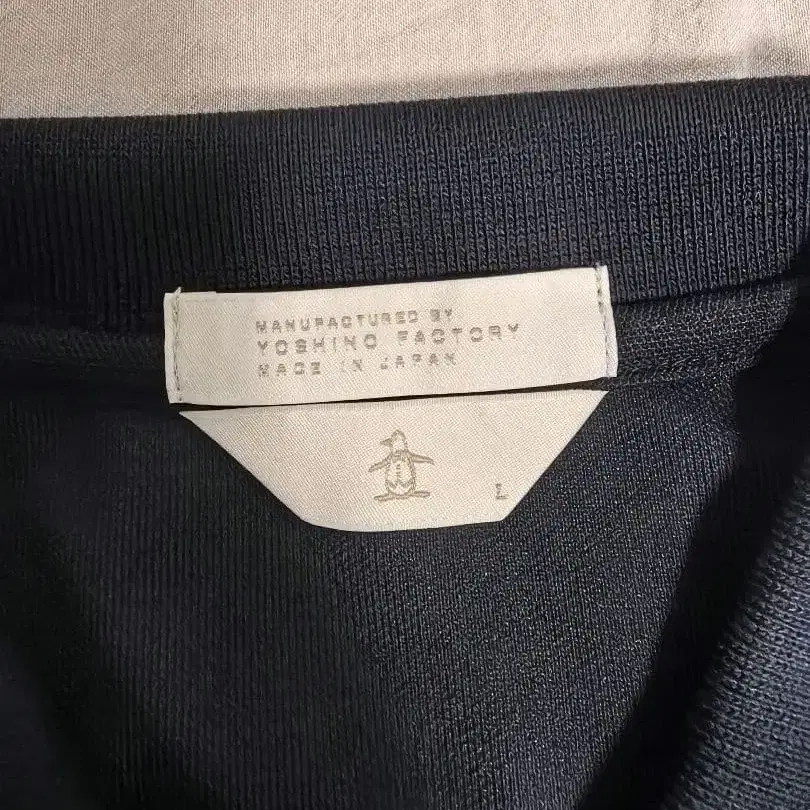 MANUFACTURED BY
YOSHINO FACTORY
MADE IN JAPAN
L